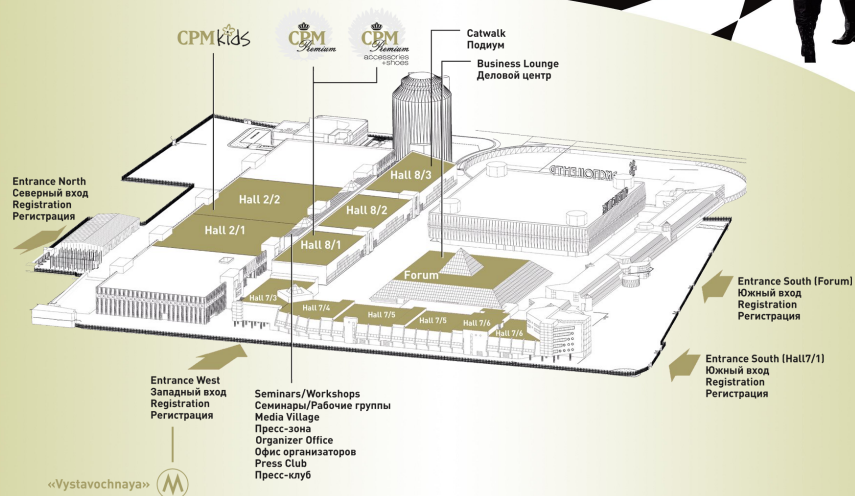 CPM kids
CPM
Premium
CPM
Premium
accessories
+shoes
Catwalk
Подиум
Business Lounge
Деловой центр
Hall 8/3
Hall 2/2
Hall 8/2
Hall 2/1
Hall 8/1
Forum
Hall 7/3
Hall 7/4
Hall 7/5
Hall 7/5
Hall 7/6
Hall 7/6
Entrance North
Северный вход
Registration
Регистрация
Entrance South (Forum)
Южный вход
Registration
Регистрация
Entrance South (Hall7/1)
Южный вход
Registration
Регистрация
Entrance West
Западный вход
Registration
Регистрация
Seminars/Workshops
Семинары/Рабочие группы
Media Village
Пресс-зона
Organizer Office
Офис организаторов
Press Club
Пресс-клуб
«Vystavochnaya» M